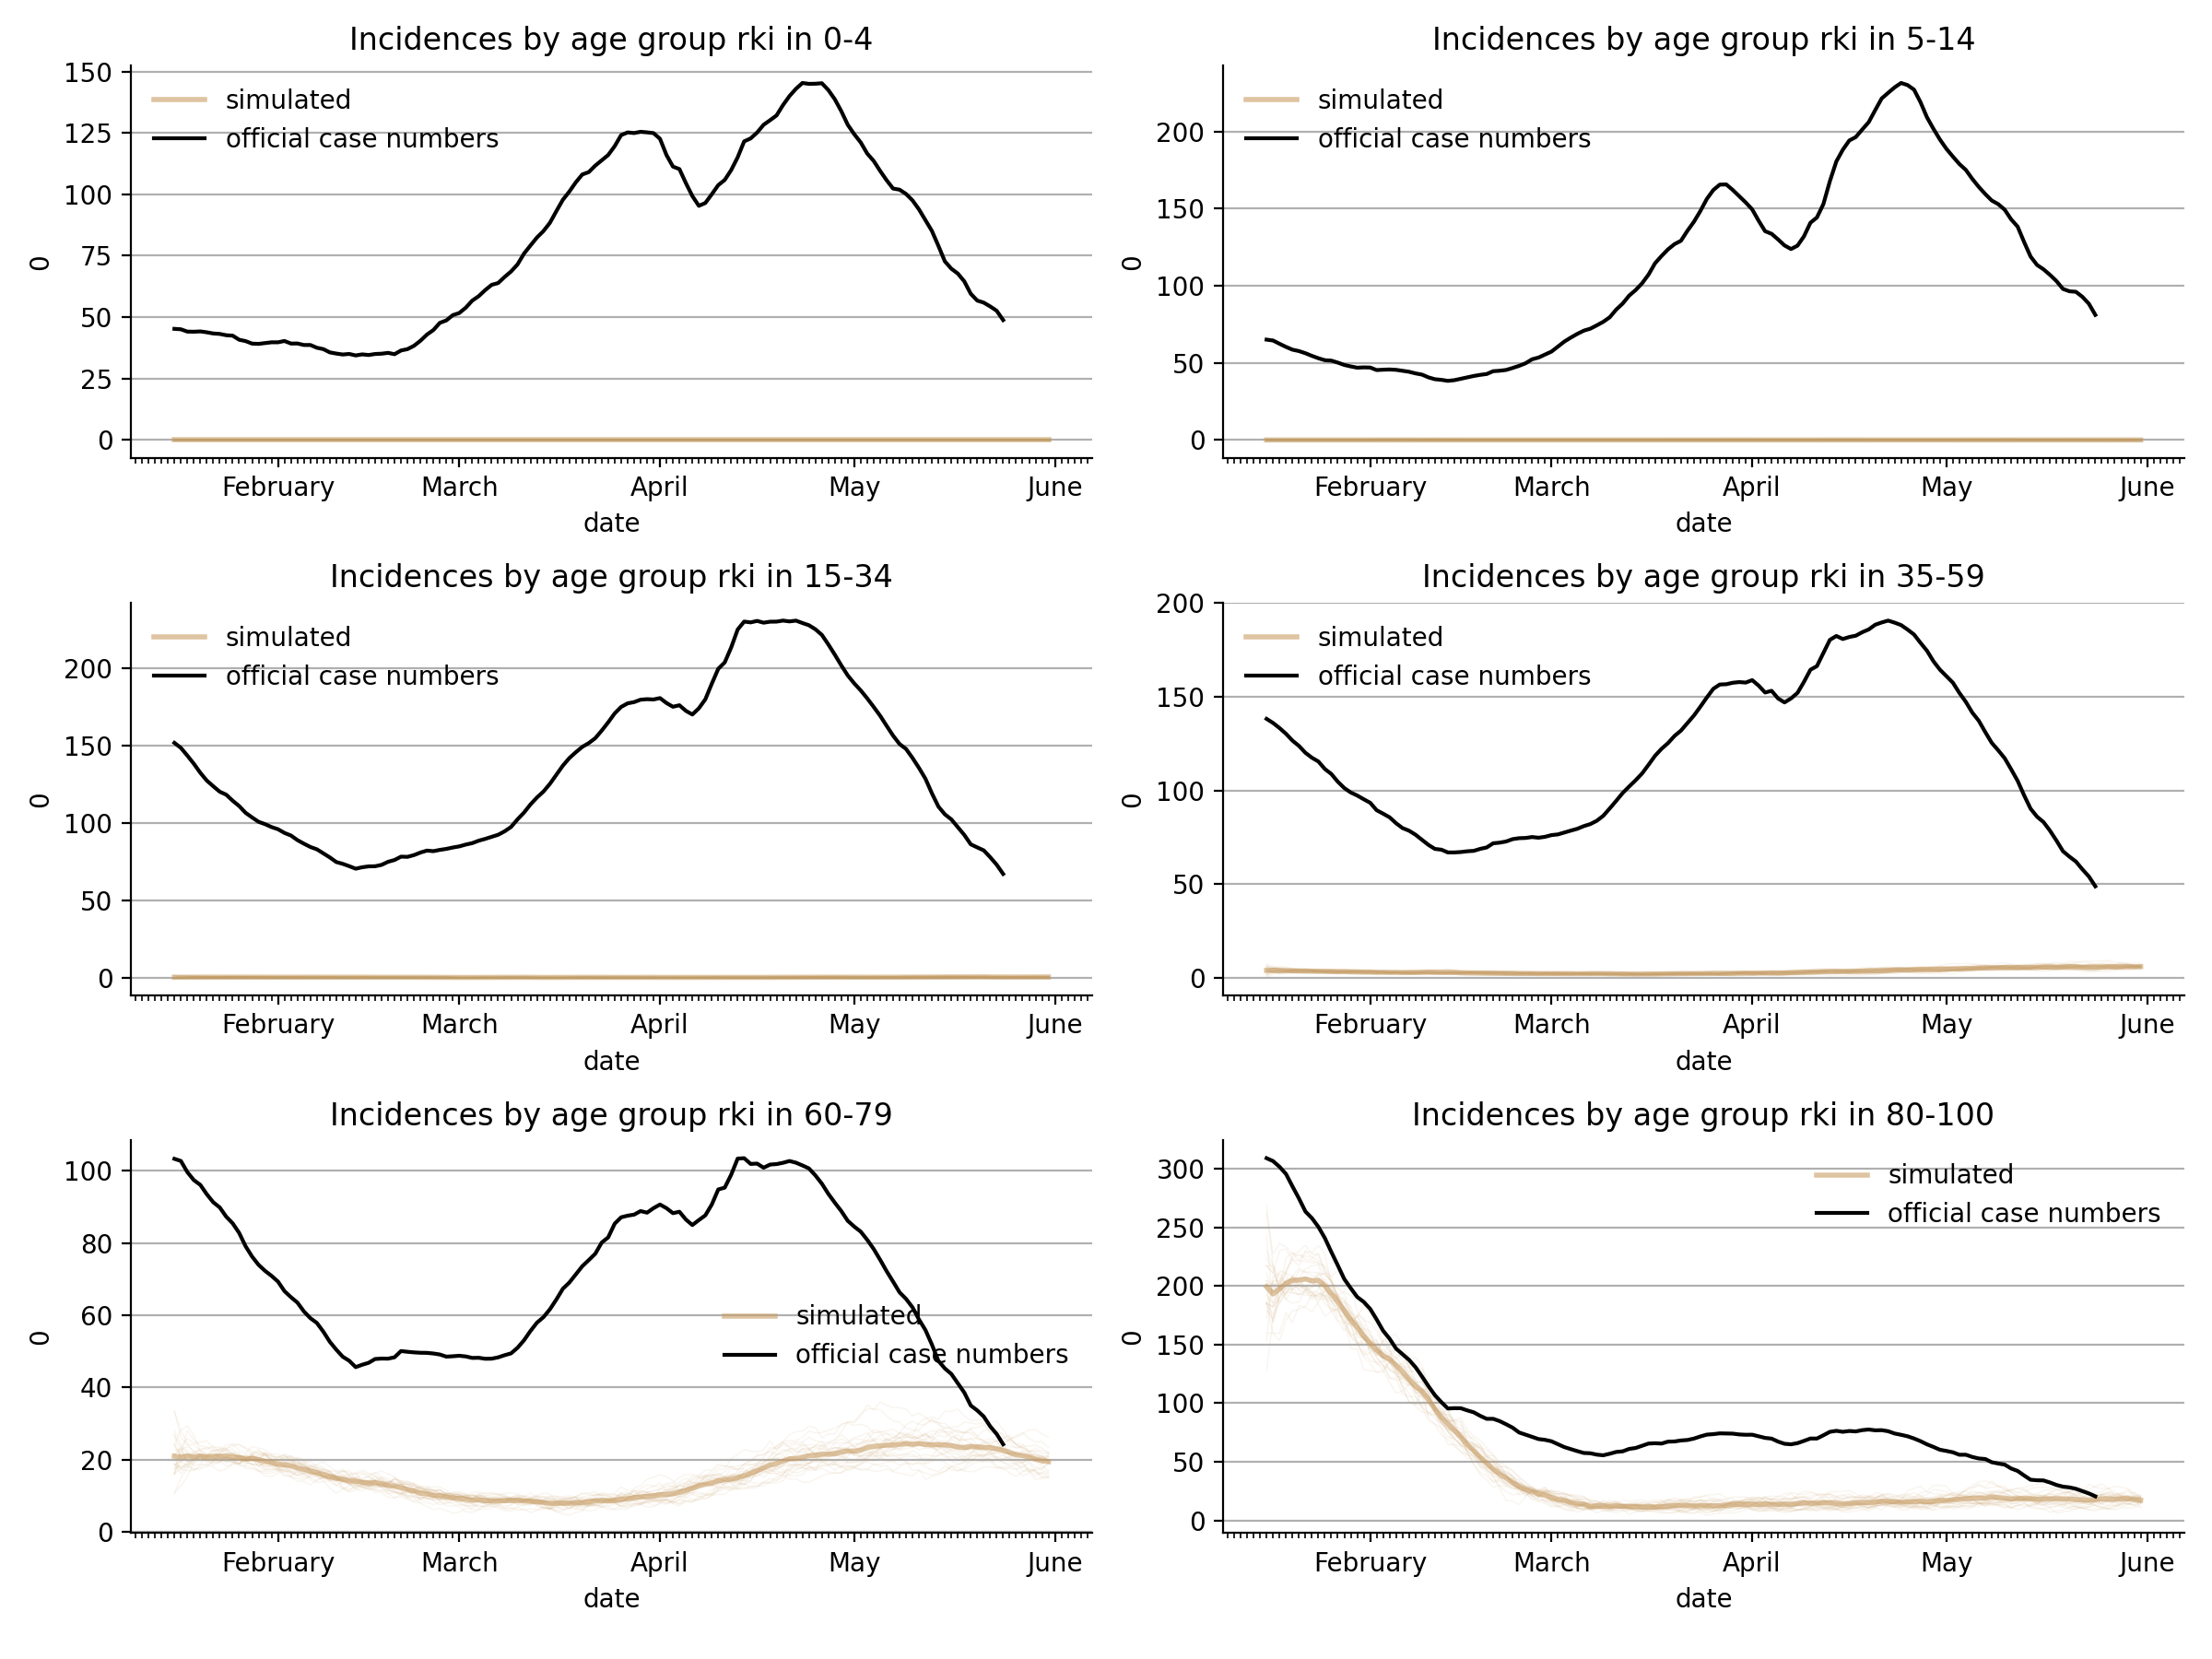 Incidences by age group rki in 0-4
150
125
100
75
50
25
0
0
simulated
official case numbers
February March April May June
date
Incidences by age group rki in 5-14
200
150
100
50
0
0
simulated
official case numbers
February March April May June
date
Incidences by age group rki in 15-34
200
150
100
50
0
0
simulated
official case numbers
February March April May June
date
Incidences by age group rki in 35-59
200
150
100
50
0
0
simulated
official case numbers
February March April May June
date
Incidences by age group rki in 60-79
100
80
60
40
20
0
0
simulated
official case numbers
February March April May June
date
Incidences by age group rki in 80-100
300
250
200
150
100
50
0
0
simulated
official case numbers
February March April May June
date